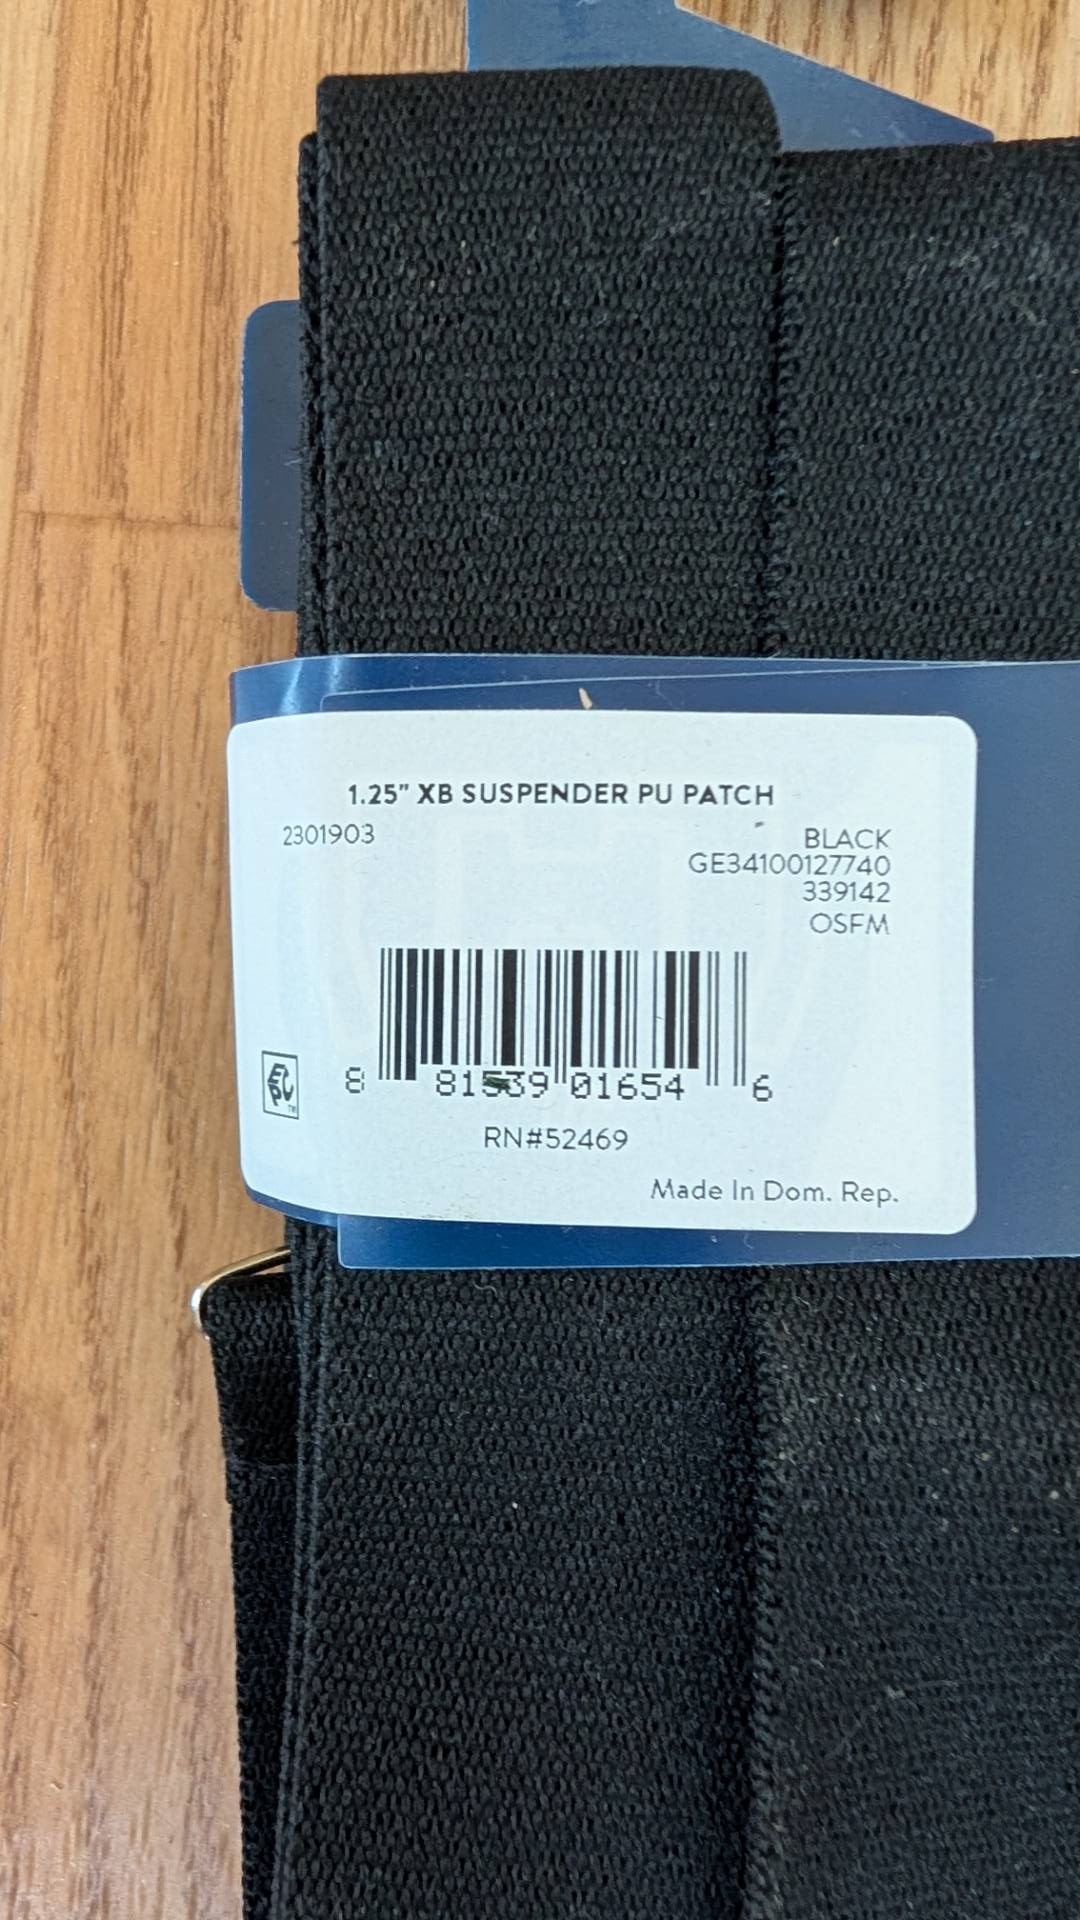 1.25" XB SUSPENDER PU PATCH
2301903
BLACK
GE34100127740
339142
OSFM
8 81539 01654 6
EPC™
RN#52469
Made In Dom. Rep.